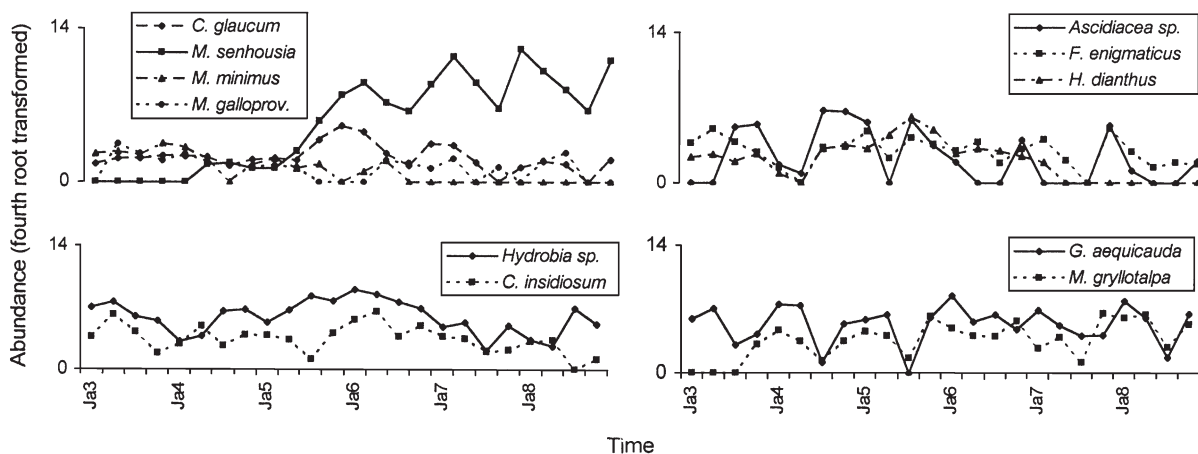 Abundance (fourth root transformed)
14
0
C. glaucum
M. senhousia
M. minimus
M. galloprov.
14
0
Ascidiacea sp.
F. enigmaticus
H. dianthus
14
0
Hydrobia sp.
C. insidiosum
Ja3
Ja4
Ja5
Ja6
Ja7
Ja8
14
0
G. aequicauda
M. gryllotalpa
Ja3
Ja4
Ja5
Ja6
Ja7
Ja8
Time